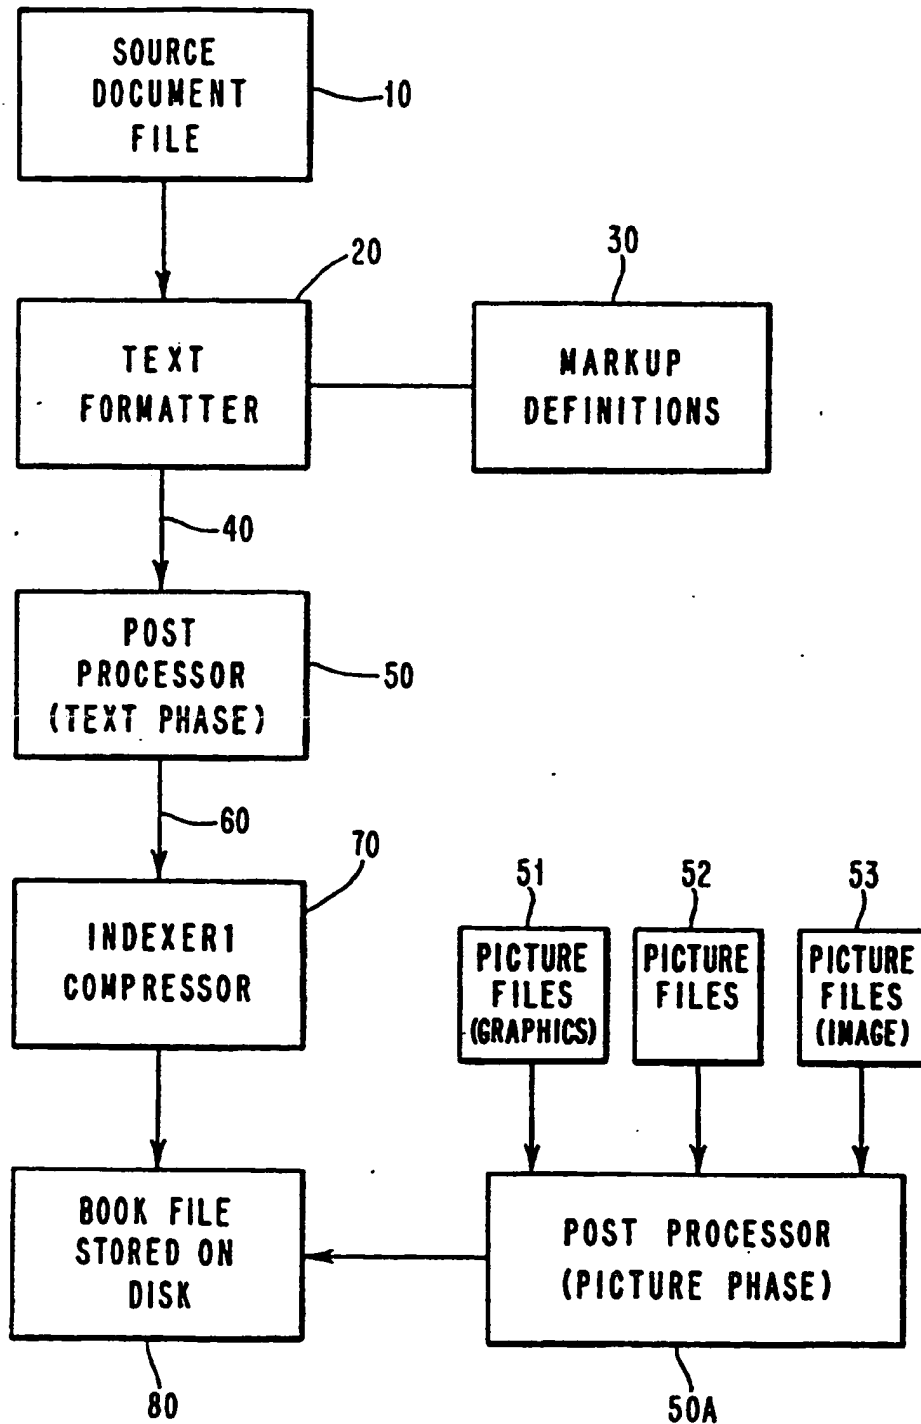 SOURCE
DOCUMENT
FILE
10
20
30
TEXT
FORMATTER
MARKUP
DEFINITIONS
40
POST
PROCESSOR
(TEXT PHASE)
50
60
70
INDEXER1
COMPRESSOR
51
52
53
PICTURE
FILES
(GRAPHICS)
PICTURE
FILES
PICTURE
FILES
(IMAGE)
BOOK FILE
STORED ON
DISK
POST PROCESSOR
(PICTURE PHASE)
80
50A